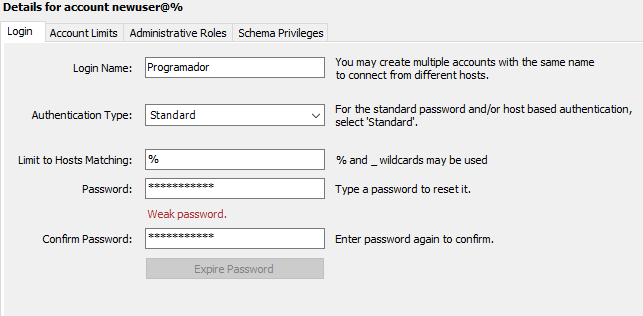 Details for account newuser@%
Login Account Limits Administrative Roles Schema Privileges
Login Name: Programador You may create multiple accounts with the same name
to connect from different hosts.
Authentication Type: Standard For the standard password and/or host based authentication,
select 'Standard'.
Limit to Hosts Matching: % % and _ wildcards may be used
Password: *********** Type a password to reset it.
Weak password.
Confirm Password: *********** Enter password again to confirm.
Expire Password